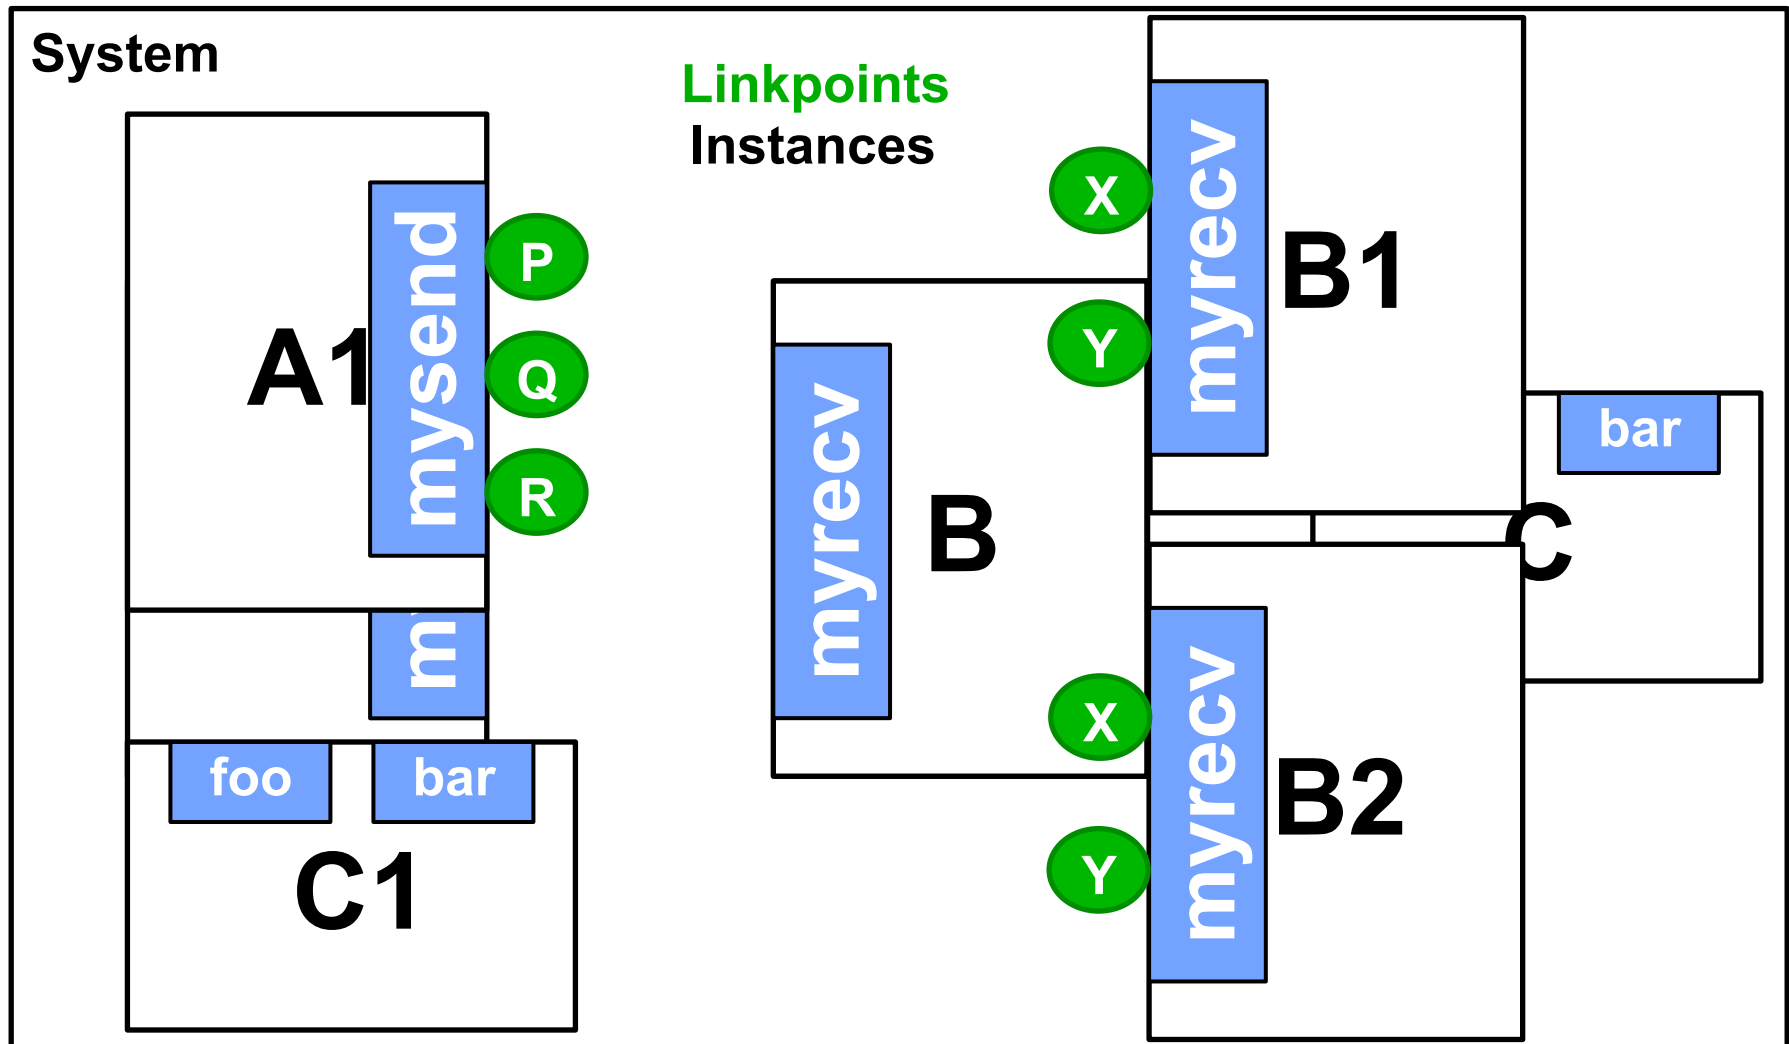 System
Linkpoints
Instances
A1
mysend
P
Q
R
foo
bar
C1
myrecv
B
X
Y
myrecv
B1
bar
C
X
Y
myrecv
B2